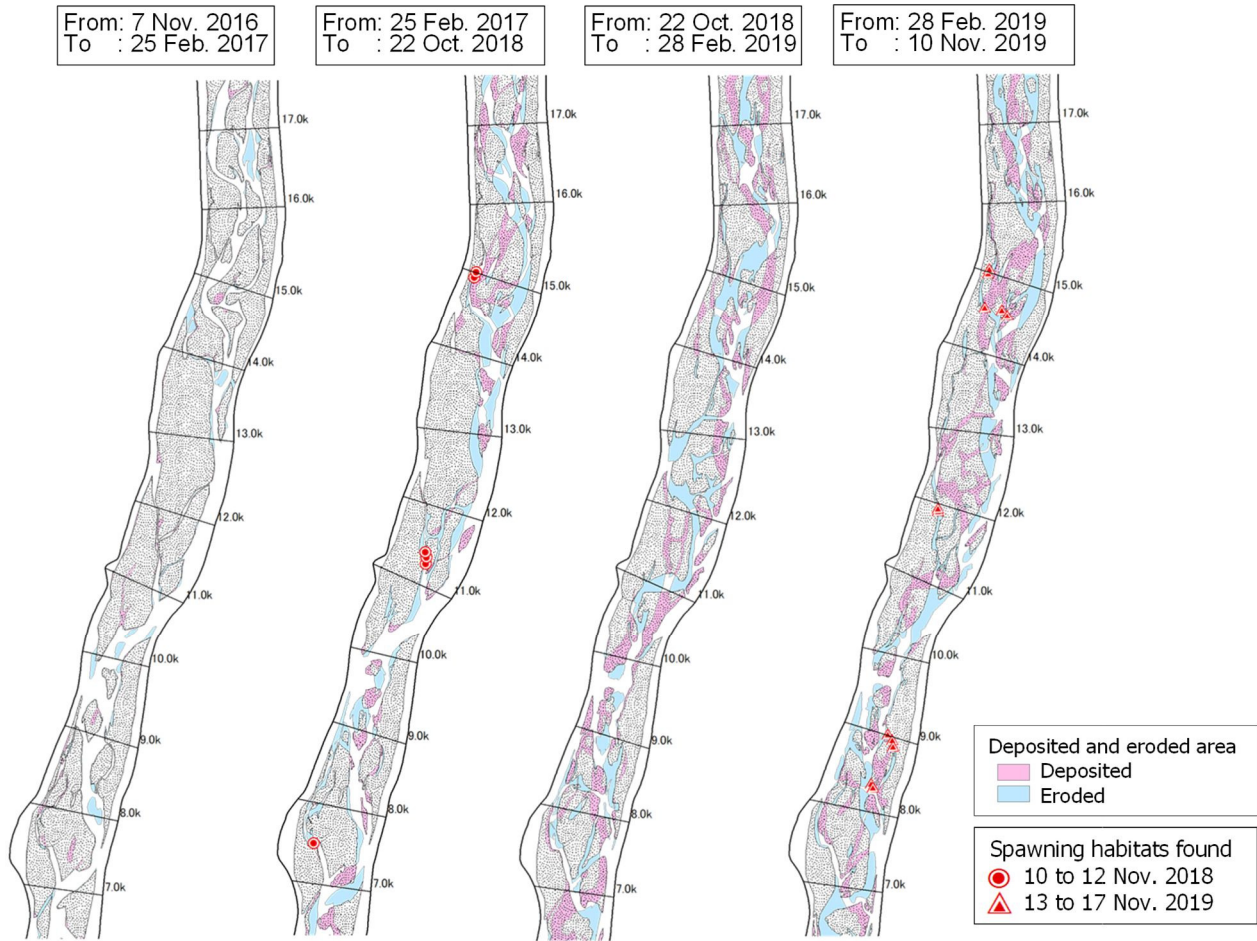 From: 7 Nov. 2016
To : 25 Feb. 2017
From: 25 Feb. 2017
To : 22 Oct. 2018
From: 22 Oct. 2018
To : 28 Feb. 2019
From: 28 Feb. 2019
To : 10 Nov. 2019
17.0k
16.0k
15.0k
14.0k
13.0k
12.0k
11.0k
10.0k
9.0k
8.0k
7.0k
17.0k
16.0k
15.0k
14.0k
13.0k
12.0k
11.0k
10.0k
9.0k
8.0k
7.0k
17.0k
16.0k
15.0k
14.0k
13.0k
12.0k
11.0k
10.0k
9.0k
8.0k
7.0k
17.0k
16.0k
15.0k
14.0k
13.0k
12.0k
11.0k
10.0k
9.0k
8.0k
7.0k
Deposited and eroded area
Deposited
Eroded
Spawning habitats found
10 to 12 Nov. 2018
13 to 17 Nov. 2019